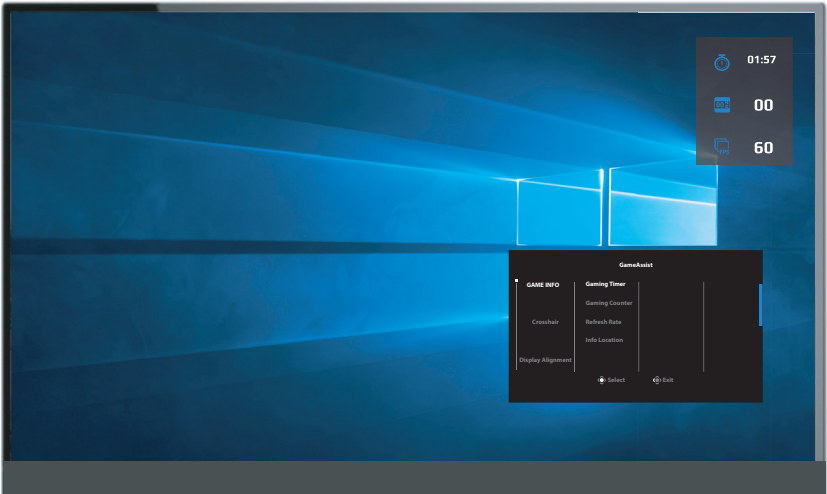 01:57
00
60
GameAssist
GAME INFO
Gaming Timer
Gaming Counter
Crosshair
Refresh Rate
Info Location
Display Alignment
Select
Exit